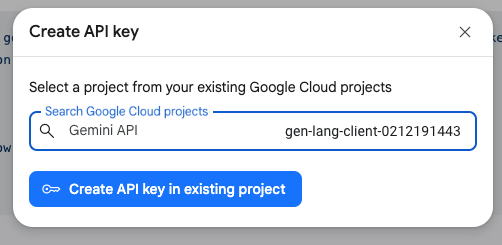 Create API key
Select a project from your existing Google Cloud projects
Search Google Cloud projects
Gemini API gen-lang-client-0212191443
Create API key in existing project